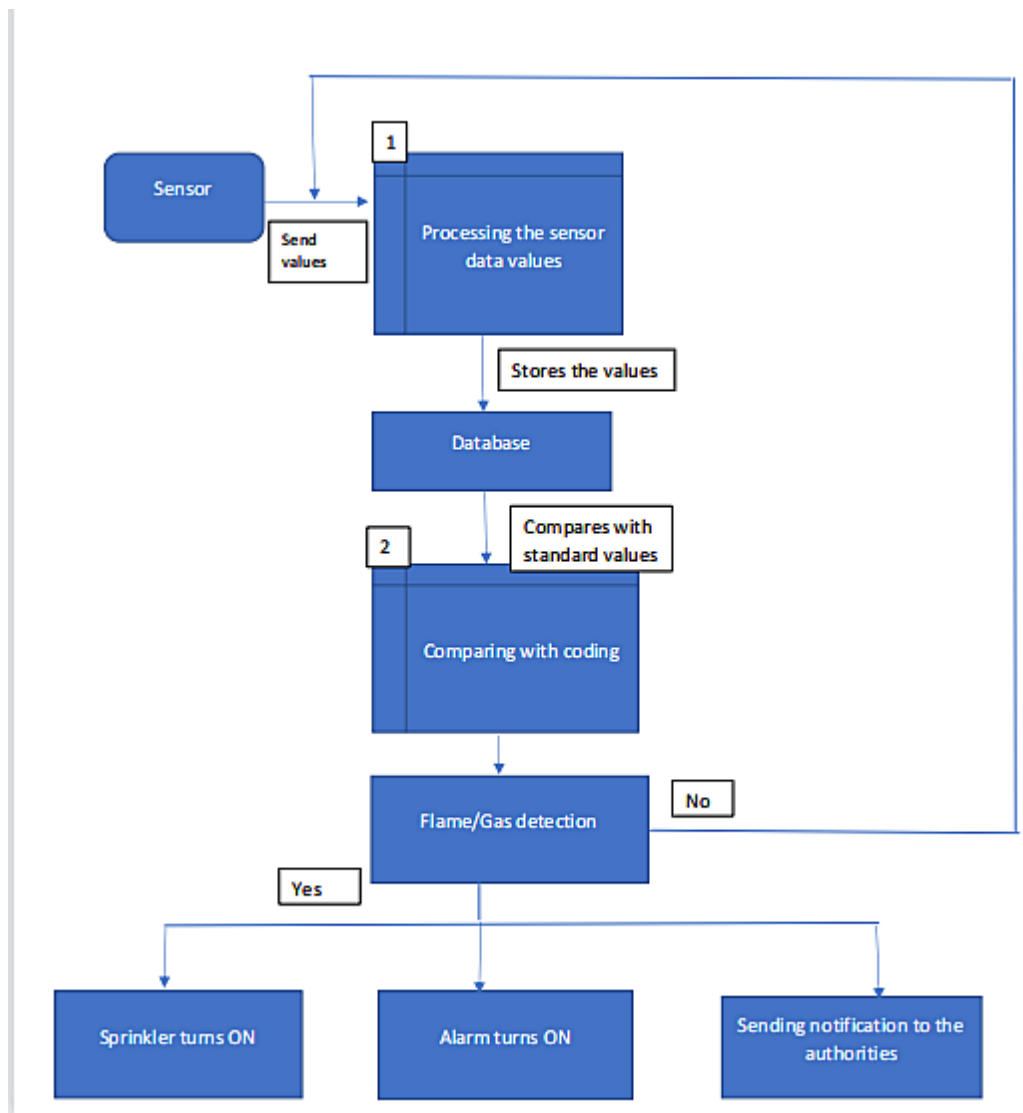 1
Sensor
Send
values
Processing the sensor
data values
Stores the values
Database
Compares with
standard values
2
Comparing with coding
Flame/Gas detection
No
Yes
Sprinkler turns ON
Alarm turns ON
Sending notification to the
authorities